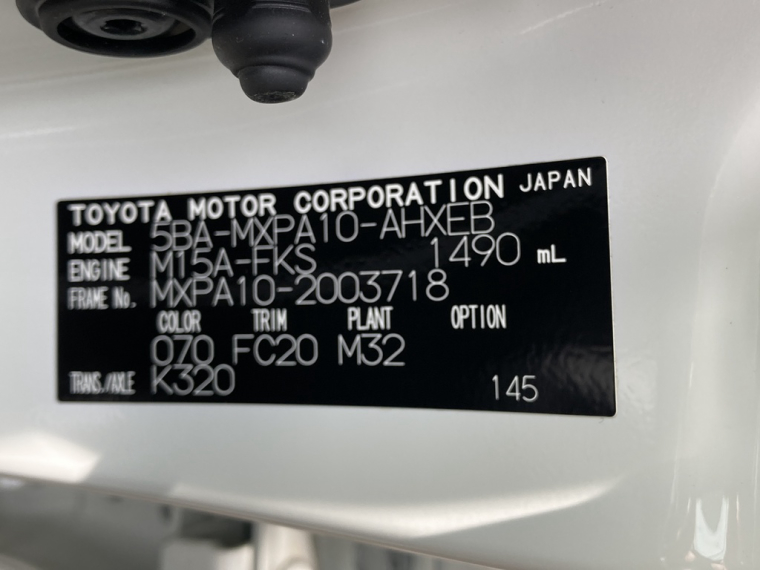 TOYOTA MOTOR CORPORATION JAPAN
MODEL 5BA-MXPA10-AHXEB
ENGINE M15A-FKS 1490 mL
FRAME No. MXPA10-2003718
COLOR TRIM PLANT OPTION
070 FC20 M32
TRANS./AXLE K320 145